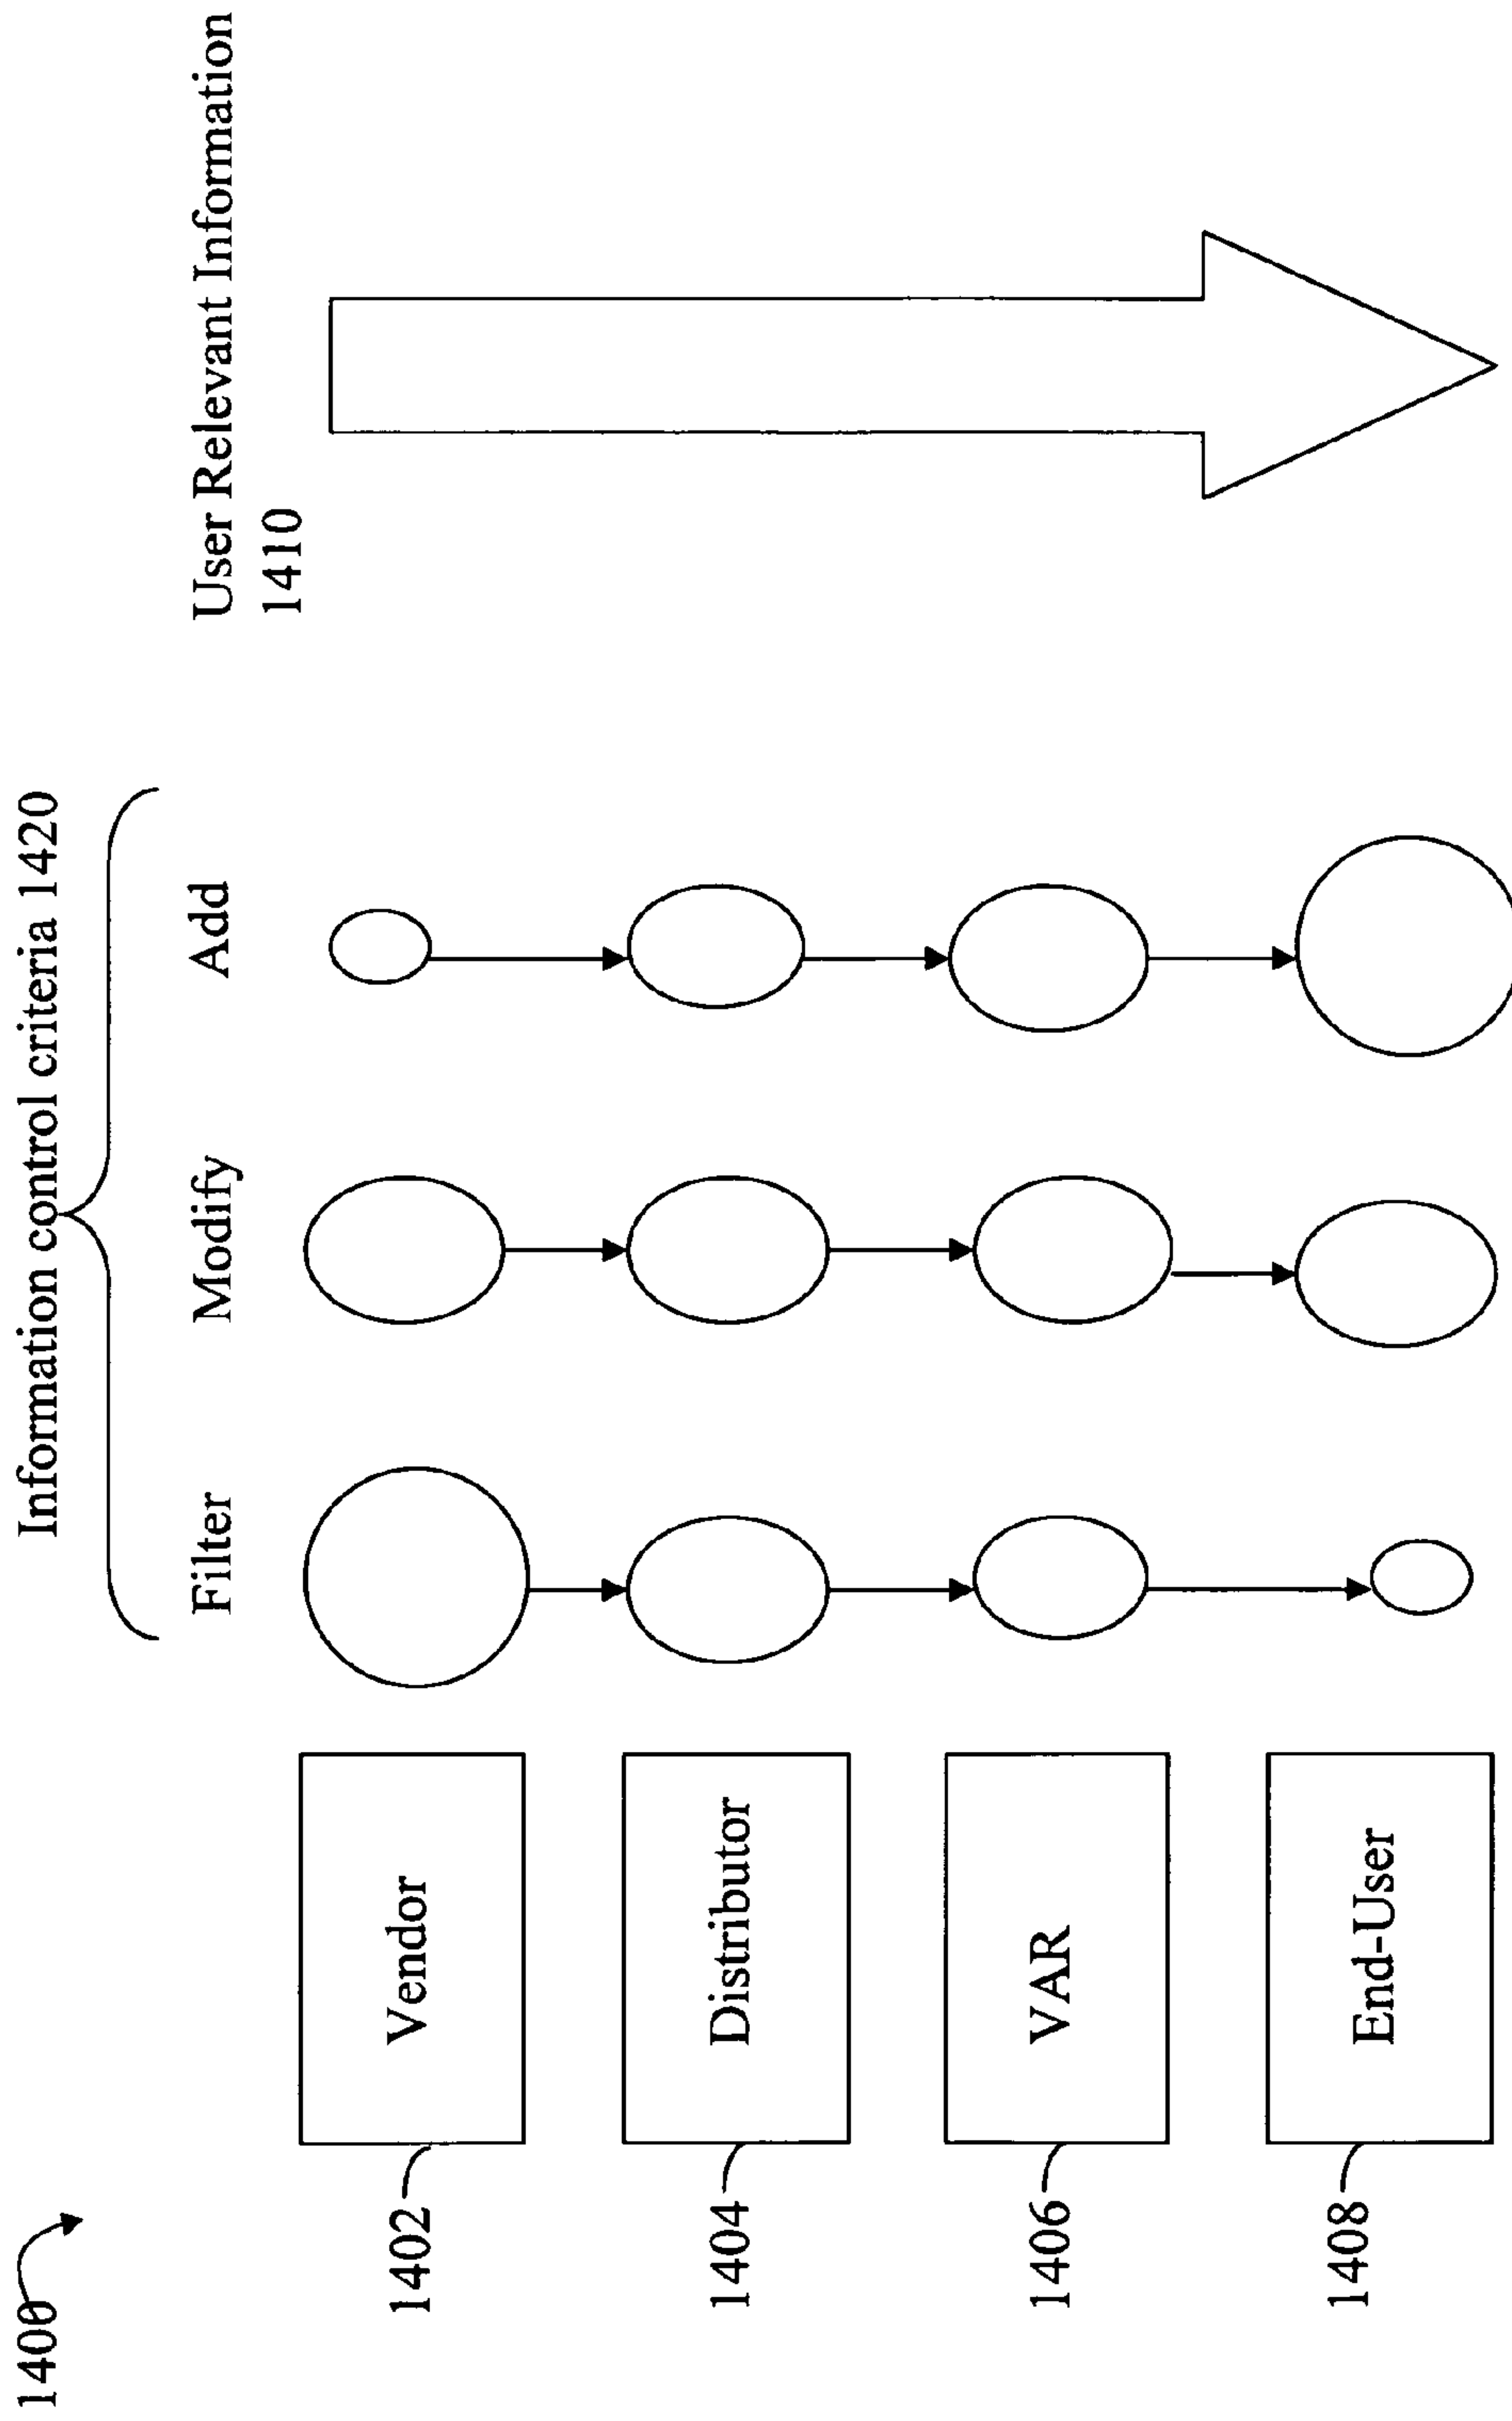 1400
Information control criteria 1420
Filter
Modify
Add
User Relevant Information
1410
1402
Vendor
1404
Distributor
1406
VAR
1408
End-User